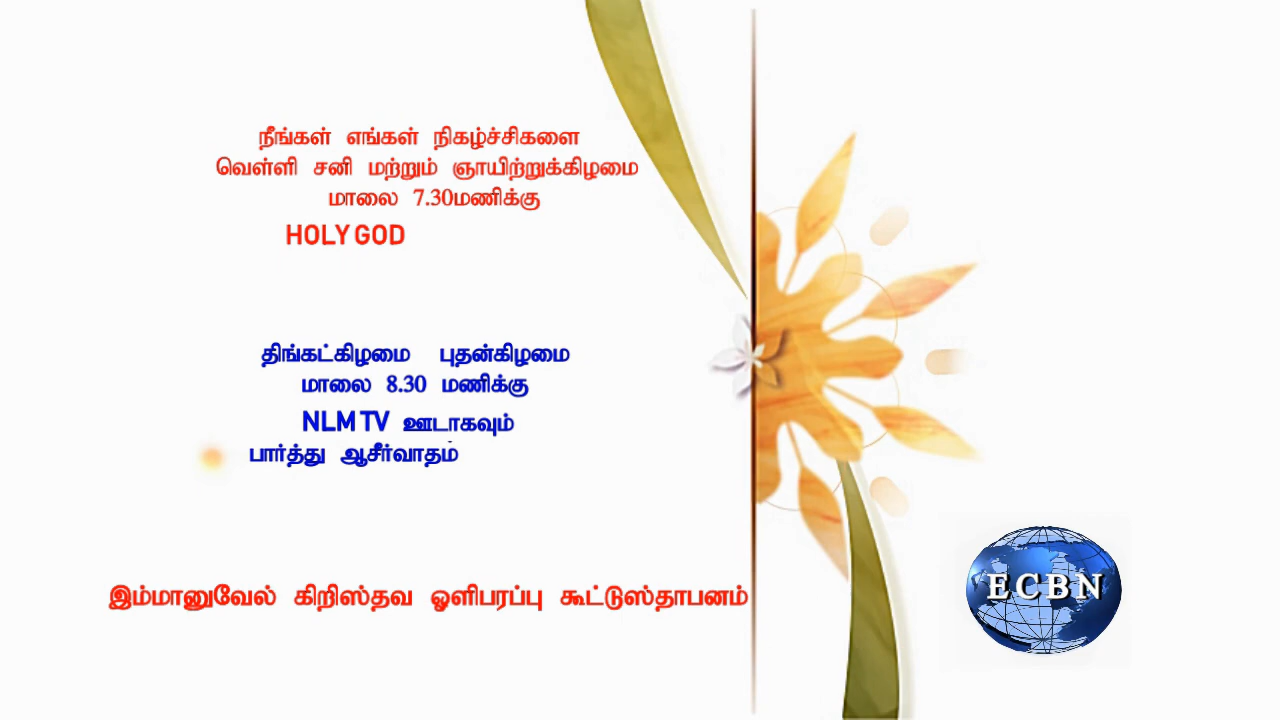 நீங்கள் எங்கள் நிகழ்ச்சிகளை
வெள்ளி சனி மற்றும் ஞாயிற்றுக்கிழமை
மாலை 7.30மணிக்கு
HOLY GOD
திங்கட்கிழமை புதன்கிழமை
மாலை 8.30 மணிக்கு
NLM TV ஊடாகவும்
பார்த்து ஆசீர்வாதம்
இம்மானுவேல் கிறிஸ்தவ ஓளிபரப்பு கூட்டுஸ்தாபனம்
ECBN